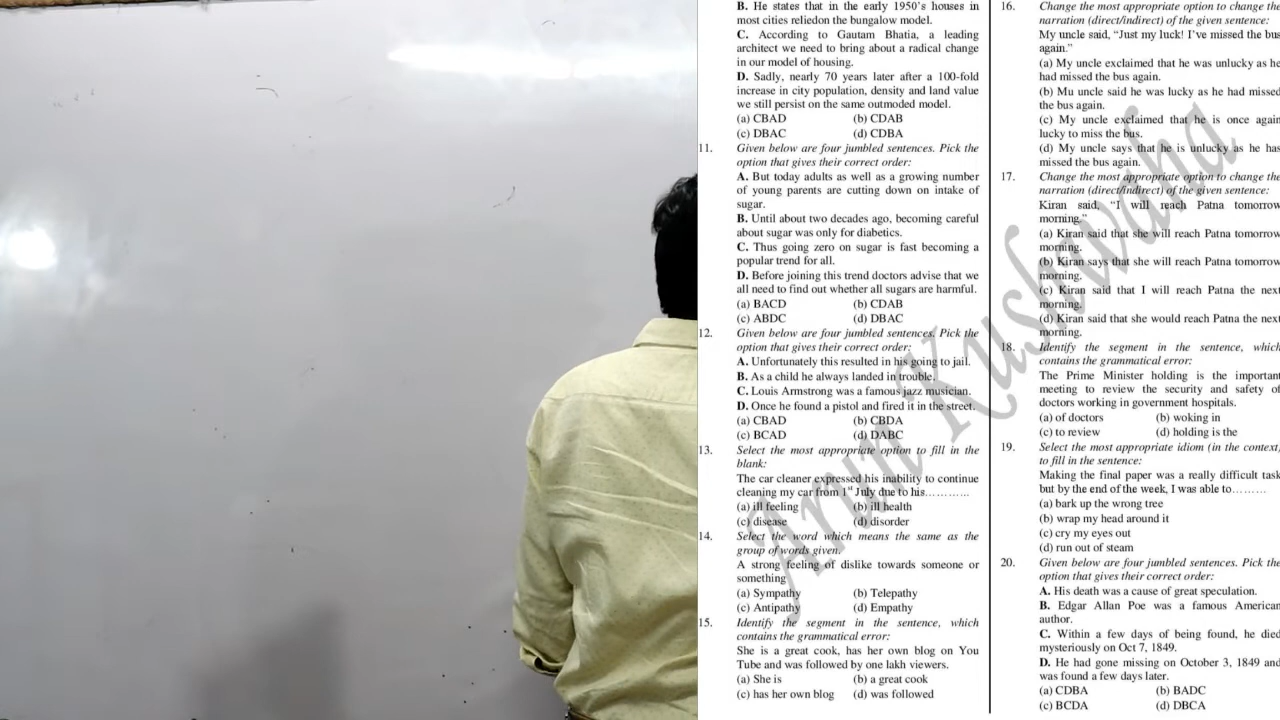 B. He states that in the early 1950's houses in
most cities reliedon the bungalow model.
C. According to Gautam Bhatia, a leading
architect we need to bring about a radical change
in our model of housing.
D. Sadly, nearly 70 years later after a 100-fold
increase in city population, density and land value
we still persist on the same outmoded model.
(a) CBAD (b) CDAB
(c) DBAC (d) CDBA
11. Given below are four jumbled sentences. Pick the
option that gives their correct order:
A. But today adults as well as a growing number
of young parents are cutting down on intake of
sugar.
B. Until about two decades ago, becoming careful
about sugar was only for diabetics.
C. Thus going zero on sugar is fast becoming a
popular trend for all.
D. Before joining this trend doctors advise that we
all need to find out whether all sugars are harmful.
(a) BACD (b) CDAB
(c) ABDC (d) DBAC
12. Given below are four jumbled sentences. Pick the
option that gives their correct order:
A. Unfortunately this resulted in his going to jail.
B. As a child he always landed in trouble.
C. Louis Armstrong was a famous jazz musician.
D. Once he found a pistol and fired it in the street.
(a) CBAD (b) CBDA
(c) BCAD (d) DABC
13. Select the most appropriate option to fill in the
blank:
The car cleaner expressed his inability to continue
cleaning my car from 1st July due to his............
(a) ill feeling (b) ill health
(c) disease (d) disorder
14. Select the word which means the same as the
group of words given.
A strong feeling of dislike towards someone or
something
(a) Sympathy (b) Telepathy
(c) Antipathy (d) Empathy
15. Identify the segment in the sentence, which
contains the grammatical error:
She is a great cook, has her own blog on You
Tube and was followed by one lakh viewers.
(a) She is (b) a great cook
(c) has her own blog (d) was followed
16. Change the most appropriate option to change the
narration (direct/indirect) of the given sentence:
My uncle said, "Just my luck! I've missed the bus
again."
(a) My uncle exclaimed that he was unlucky as he
had missed the bus again.
(b) Mu uncle said he was lucky as he had missed
the bus again.
(c) My uncle exclaimed that he is once again
lucky to miss the bus.
(d) My uncle says that he is unlucky as he has
missed the bus again.
17. Change the most appropriate option to change the
narration (direct/indirect) of the given sentence:
Kiran said, "I will reach Patna tomorrow
morning."
(a) Kiran said that she will reach Patna tomorrow
morning.
(b) Kiran says that she will reach Patna tomorrow
morning.
(c) Kiran said that I will reach Patna the next
morning.
(d) Kiran said that she would reach Patna the next
morning.
18. Identify the segment in the sentence, which
contains the grammatical error:
The Prime Minister holding is the important
meeting to review the security and safety of
doctors working in government hospitals.
(a) of doctors (b) woking in
(c) to review (d) holding is the
19. Select the most appropriate idiom (in the context)
to fill in the sentence:
Making the final paper was a really difficult task
but by the end of the week, I was able to.........
(a) bark up the wrong tree
(b) wrap my head around it
(c) cry my eyes out
(d) run out of steam
20. Given below are four jumbled sentences. Pick the
option that gives their correct order:
A. His death was a cause of great speculation.
B. Edgar Allan Poe was a famous American
author.
C. Within a few days of being found, he died
mysteriously on Oct 7, 1849.
D. He had gone missing on October 3, 1849 and
was found a few days later.
(a) CDBA (b) BADC
(c) BCDA (d) DBCA
Arun Kushwaha